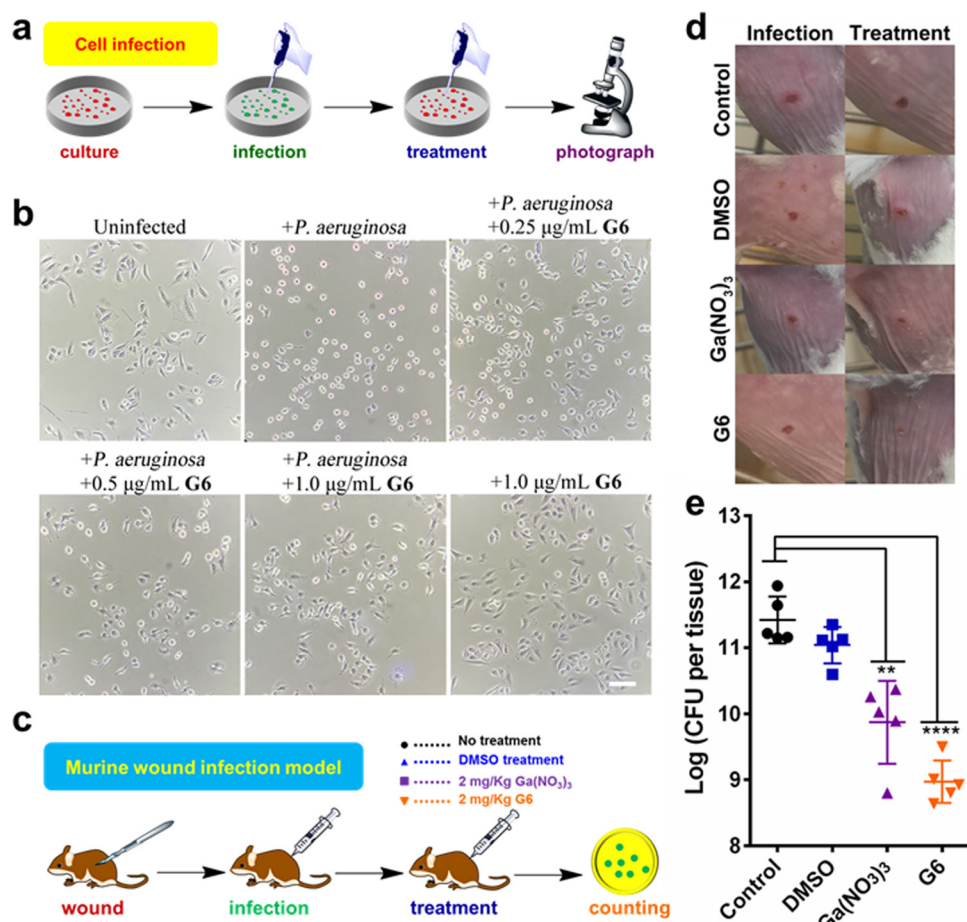 a
Cell infection
culture
infection
treatment
photograph
b
Uninfected
+P. aeruginosa
+P. aeruginosa
+0.25 μg/mL G6
+P. aeruginosa
+0.5 μg/mL G6
+P. aeruginosa
+1.0 μg/mL G6
+1.0 μg/mL G6
c
Murine wound infection model
No treatment
DMSO treatment
2 mg/Kg Ga(NO₃)₃
2 mg/Kg G6
wound
infection
treatment
counting
d
Infection
Treatment
Control
DMSO
Ga(NO₃)₃
G6
e
Log (CFU per tissue)
13
12
11
10
9
8
**
****
Control
DMSO
Ga(NO₃)₃
G6